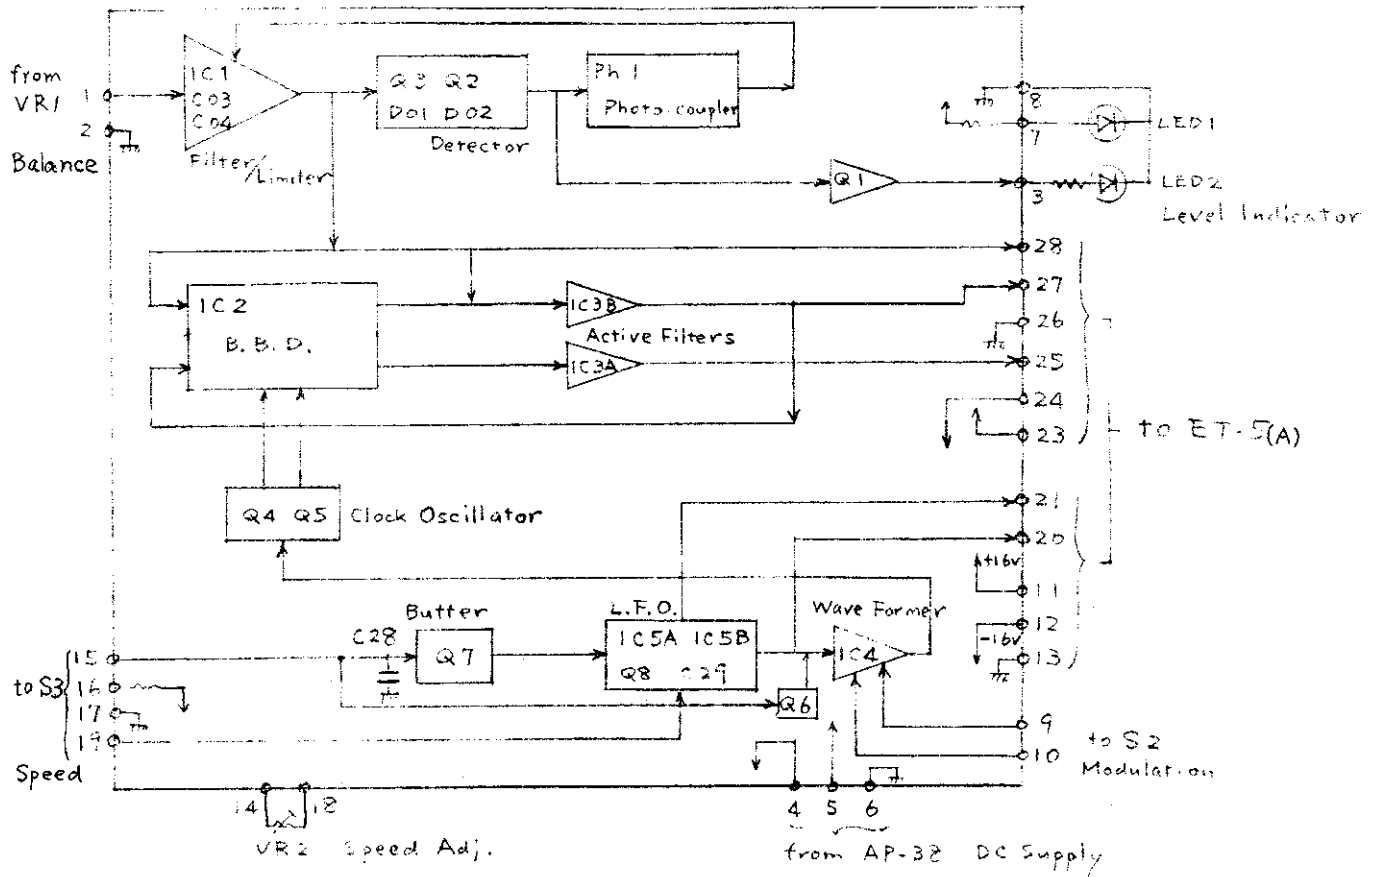 from
VR1
1
2
Balance
IC1
C03
C04
Filter/Limiter
Q3 Q2
D01 D02
Detector
Ph 1
Photo-coupler
Q1
8
7
3
LED1
LED2
Level Indicator
IC2
B. B. D.
IC3B
Active Filters
IC3A
28
27
26
25
24
23
to ET-5(A)
21
20
+16V
11
12
-16V
13
Q4 Q5
Clock Oscillator
Butter
Q7
C28
L.F.O.
IC5A IC5B
Q8 C29
Wave Former
IC4
Q6
15
to S3
16
17
19
Speed
9
10
to S2
Modulation
14
18
VR2 Speed Adj.
4
5
6
from AP-38 DC Supply